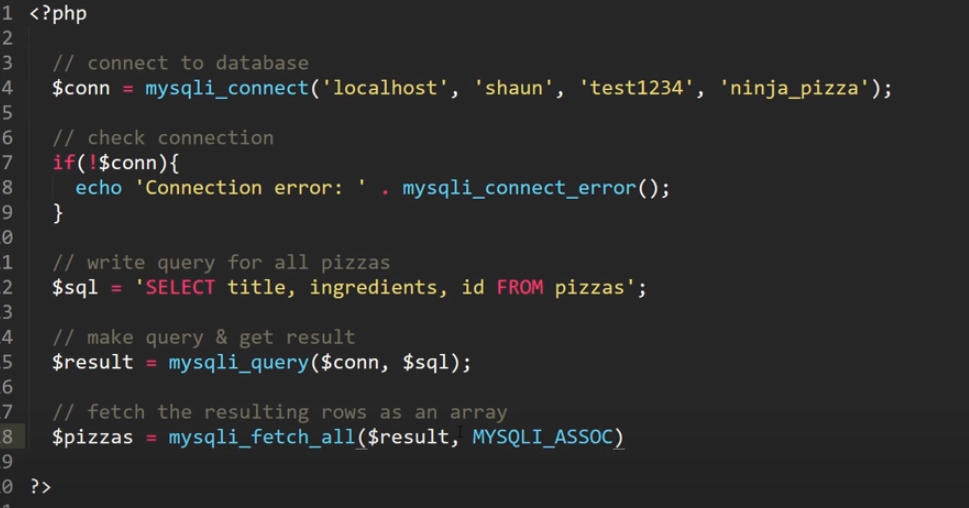 1 <?php
2
3 // connect to database
4 $conn = mysqli_connect('localhost', 'shaun', 'test1234', 'ninja_pizza');
5
6 // check connection
7 if(!$conn){
8 echo 'Connection error: ' . mysqli_connect_error();
9 }
0
1 // write query for all pizzas
2 $sql = 'SELECT title, ingredients, id FROM pizzas';
3
4 // make query & get result
5 $result = mysqli_query($conn, $sql);
6
7 // fetch the resulting rows as an array
8 $pizzas = mysqli_fetch_all($result, MYSQLI_ASSOC)
9
0 ?>